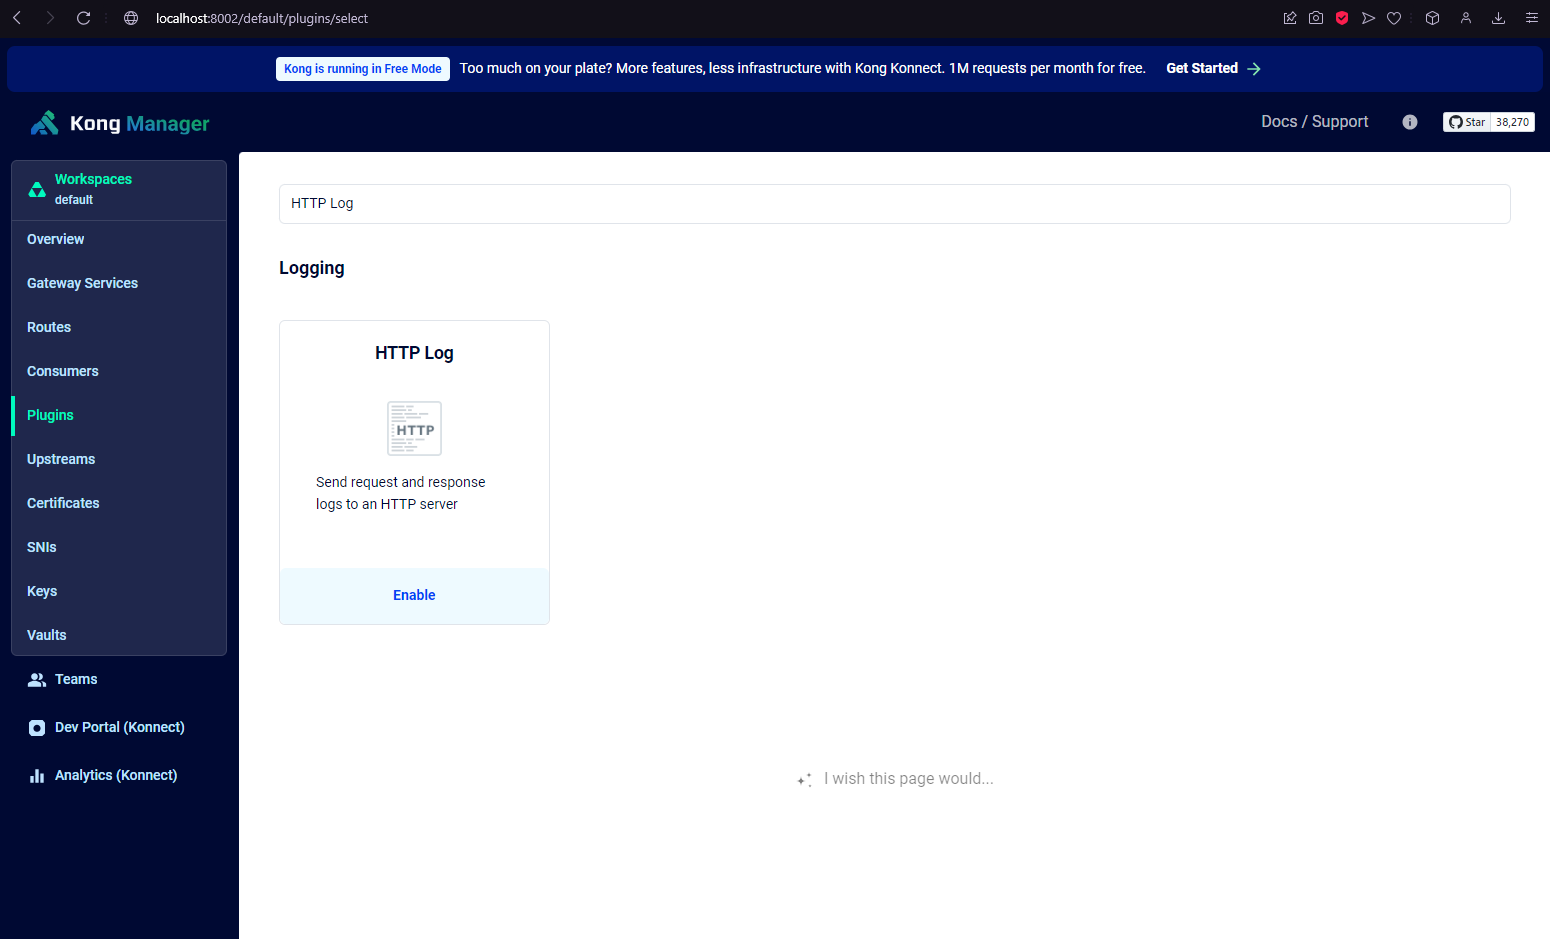 localhost:8002/default/plugins/select
Kong is running in Free Mode Too much on your plate? More features, less infrastructure with Kong Konnect. 1M requests per month for free. Get Started
Kong Manager
Docs / Support
Star 38,270
Workspaces
default
Overview
Gateway Services
Routes
Consumers
Plugins
Upstreams
Certificates
SNIs
Keys
Vaults
Teams
Dev Portal (Konnect)
Analytics (Konnect)
HTTP Log
Logging
HTTP Log
HTTP
Send request and response
logs to an HTTP server
Enable
I wish this page would...